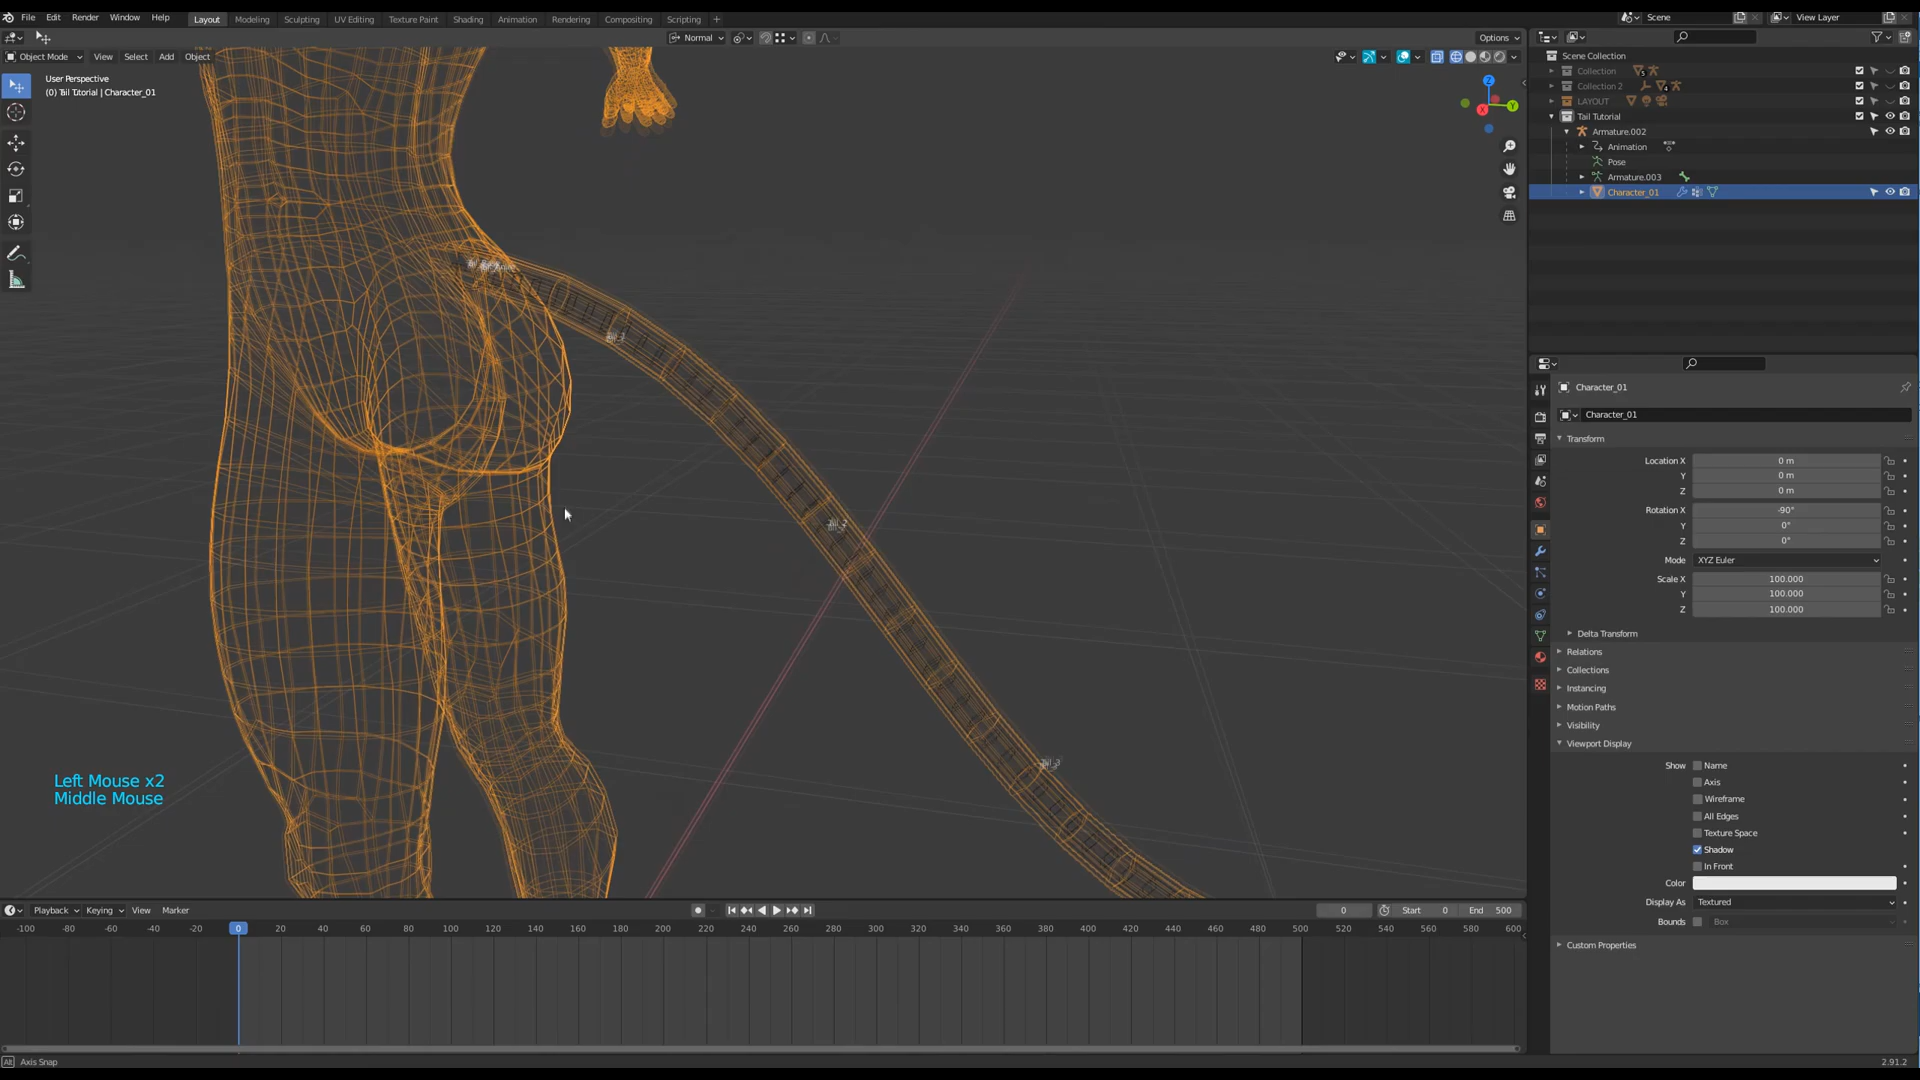 File Edit Render Window Help Layout Modeling Sculpting UV Editing Texture Paint Shading Animation Rendering Compositing Scripting + Scene View Layer
Normal Options
Object Mode View Select Add Object
User Perspective
(0) Tail Tutorial | Character_01
Z
Y
X
Left Mouse x2
Middle Mouse
Scene Collection
Collection 5
Collection 2 4
LAYOUT
Tail Tutorial
Armature.002
Animation
Pose
Armature.003
Character_01
Character_01
Character_01
Transform
Location X 0 m
Y 0 m
Z 0 m
Rotation X -90°
Y 0°
Z 0°
Mode XYZ Euler
Scale X 100.000
Y 100.000
Z 100.000
Delta Transform
Relations
Collections
Instancing
Motion Paths
Visibility
Viewport Display
Show Name
Axis
Wireframe
All Edges
Texture Space
Shadow
In Front
Color
Display As Textured
Bounds Box
Custom Properties
Playback Keying View Marker 0 Start 0 End 500
-100 -80 -60 -40 -20 0 20 40 60 80 100 120 140 160 180 200 220 240 260 280 300 320 340 360 380 400 420 440 460 480 500 520 540 560 580 600
Alt Axis Snap 2.91.2